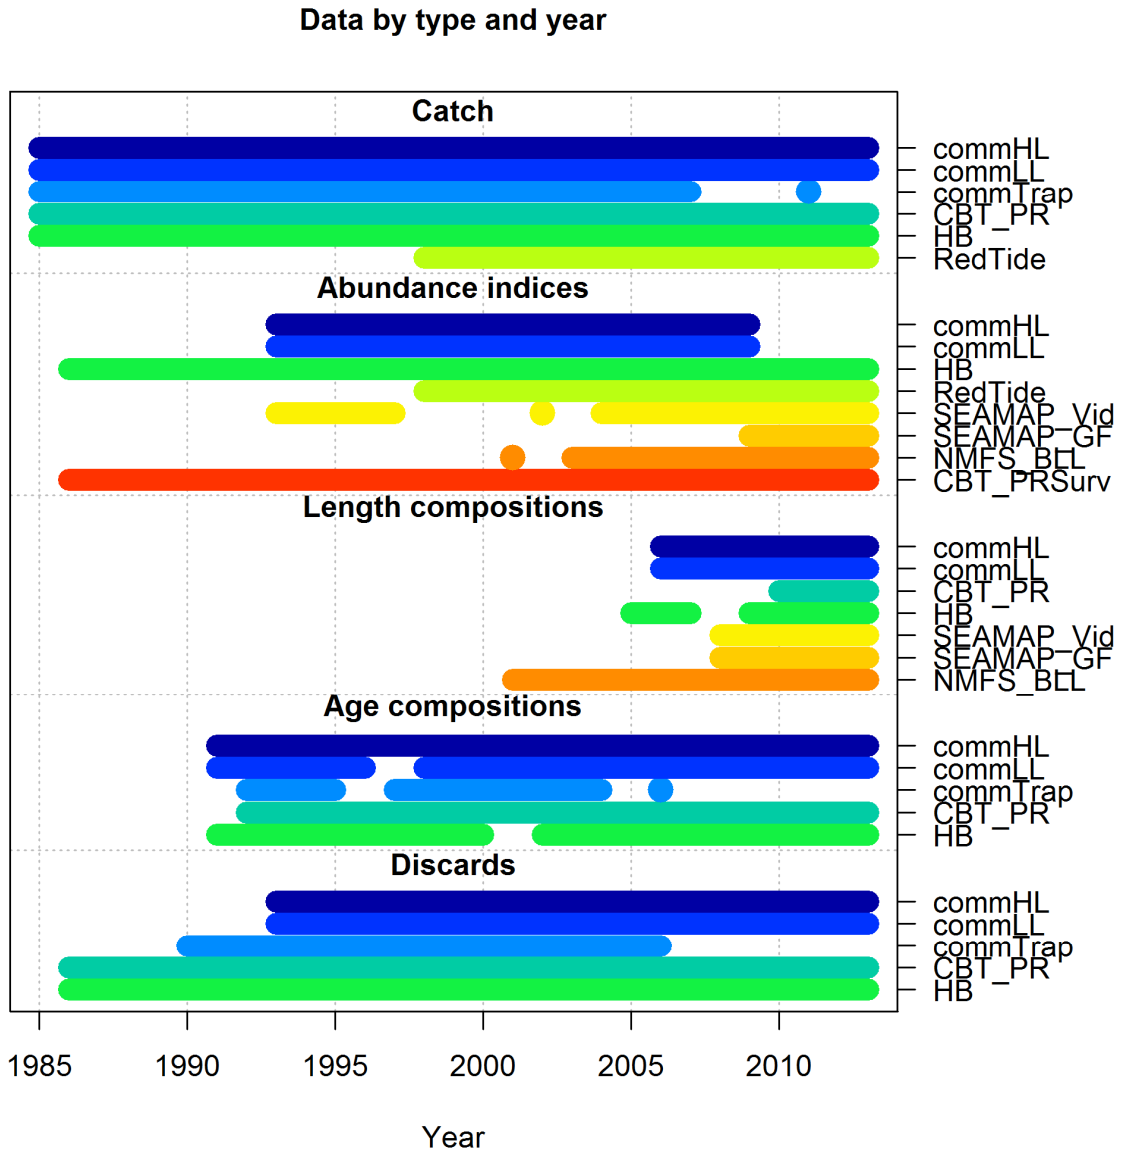 Data by type and year
Catch
commHL
commLL
commTrap
CBT_PR
HB
RedTide
Abundance indices
commHL
commLL
HB
RedTide
SEAMAP_Vid
SEAMAP_GF
NMFS_BLL
CBT_PRSurv
Length compositions
commHL
commLL
CBT_PR
HB
SEAMAP_Vid
SEAMAP_GF
NMFS_BLL
Age compositions
commHL
commLL
commTrap
CBT_PR
HB
Discards
commHL
commLL
commTrap
CBT_PR
HB
1985 1990 1995 2000 2005 2010
Year